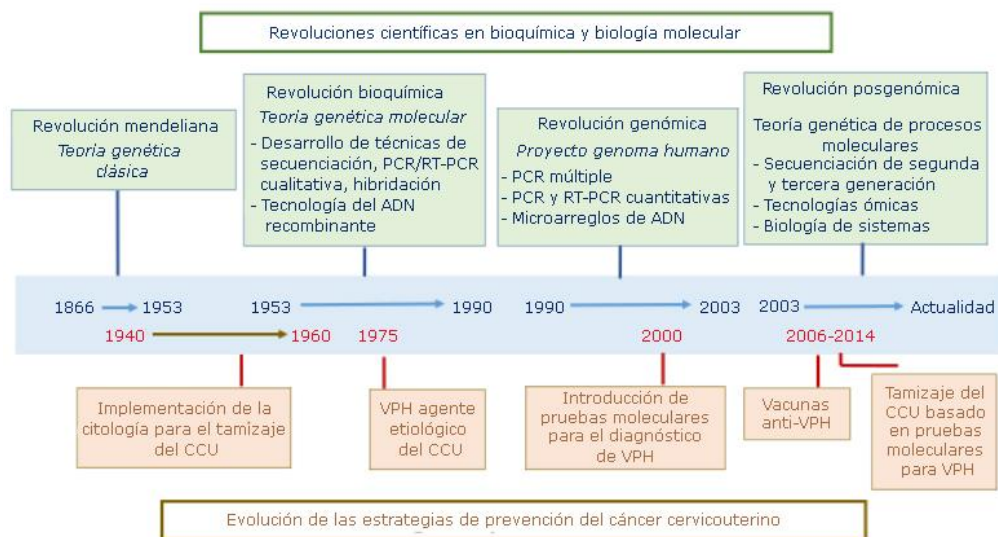 Revoluciones científicas en bioquímica y biología molecular
Revolución mendeliana
Teoría genética
clásica
Revolución bioquímica
Teoría genética molecular
- Desarrollo de técnicas de
secuenciación, PCR/RT-PCR
cualitativa, hibridación
- Tecnología del ADN
recombinante
Revolución genómica
Proyecto genoma humano
- PCR múltiple
- PCR y RT-PCR cuantitativas
- Microarreglos de ADN
Revolución posgenómica
Teoría genética de procesos
moleculares
- Secuenciación de segunda
y tercera generación
- Tecnologías ómicas
- Biología de sistemas
1866 1953 1953 1990 1990 2003 2003 Actualidad
1940 1960 1975 2000 2006-2014
Implementación de la
citología para el tamizaje
del CCU
VPH agente
etiológico
del CCU
Introducción de
pruebas moleculares
para el diagnóstico
de VPH
Vacunas
anti-VPH
Tamizaje del
CCU basado
en pruebas
moleculares
para VPH
Evolución de las estrategias de prevención del cáncer cervicouterino